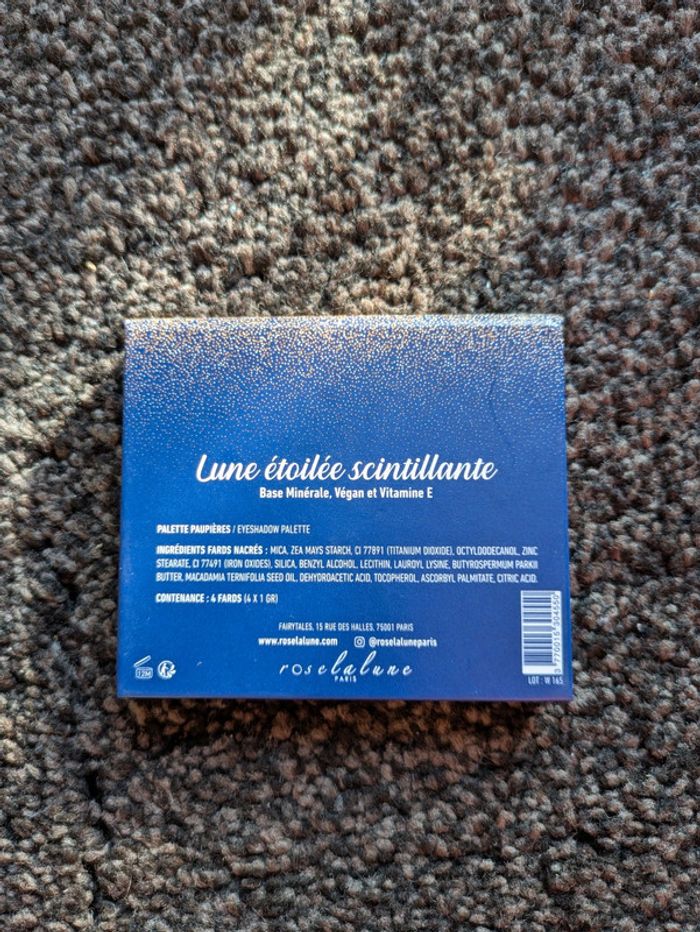 Lune étoilée scintillante
Base Minérale, Végan et Vitamine E
PALETTE PAUPIÈRES / EYESHADOW PALETTE
INGRÉDIENTS FARDS NACRÉS : MICA, ZEA MAYS STARCH, CI 77891 (TITANIUM DIOXIDE), OCTYLDODECANOL, ZINC
STEARATE, CI 77491 (IRON OXIDES), SILICA, BENZYL ALCOHOL, LECITHIN, LAUROYL LYSINE, BUTYROSPERMUM PARKII
BUTTER, MACADAMIA TERNIFOLIA SEED OIL, DEHYDROACETIC ACID, TOCOPHEROL, ASCORBYL PALMITATE, CITRIC ACID.
CONTENANCE : 4 FARDS (4 X 1 GR)
FAIRYTALES, 15 RUE DES HALLES, 75001 PARIS
www.roselalune.com @roselaluneparis
roselalune
PARIS
12M
LOT : W 165